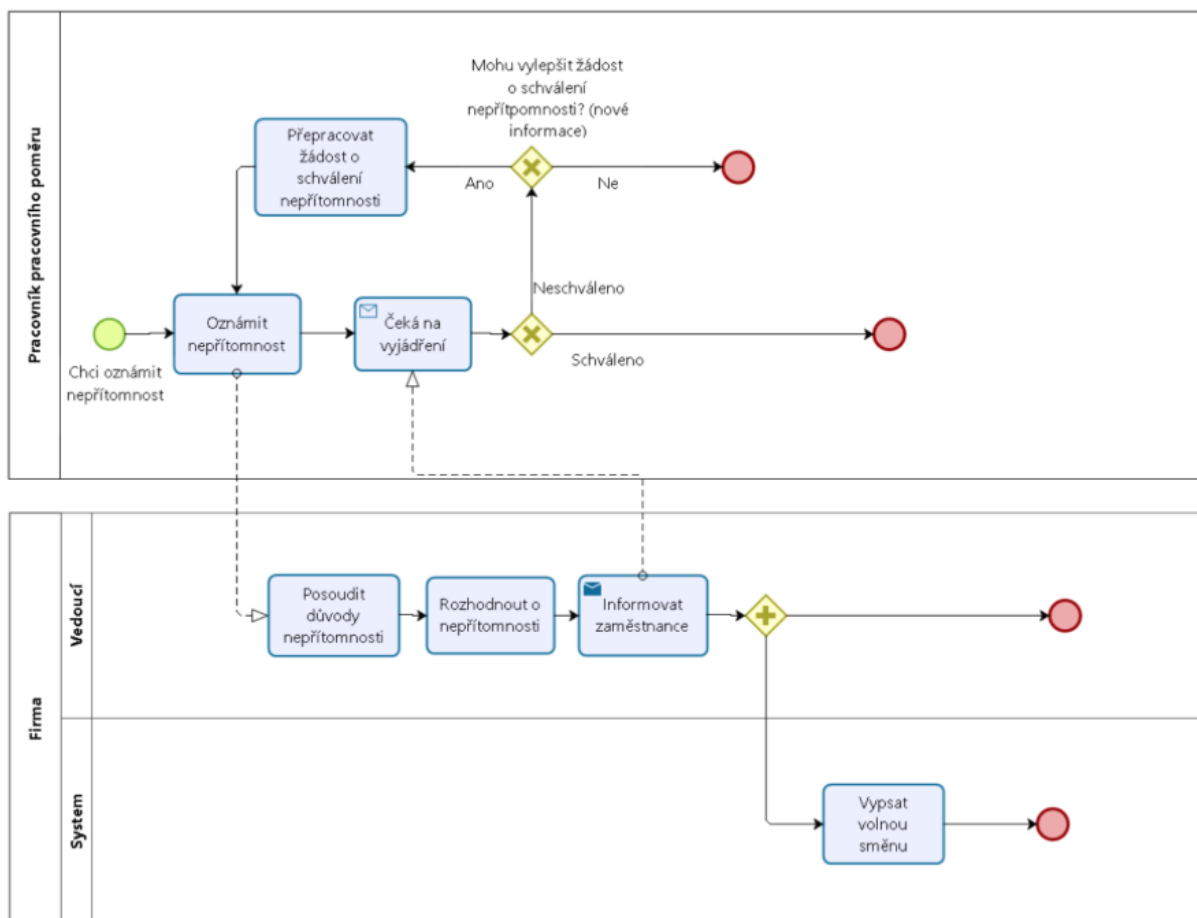 Pracovník pracovního poměru
Mohu vylepšit žádost
o schválení
nepřítpomnosti? (nové
informace)
Přepracovat
žádost o
schválení
nepřítomnosti
Ano
Ne
Neschváleno
Oznámit
nepřítomnost
Čeká na
vyjádření
Schváleno
Chci oznámit
nepřítomnost
Firma
Vedoucí
Posoudit
důvody
nepřítomnosti
Rozhodnout o
nepřítomnosti
Informovat
zaměstnance
System
Vypsat
volnou
směnu